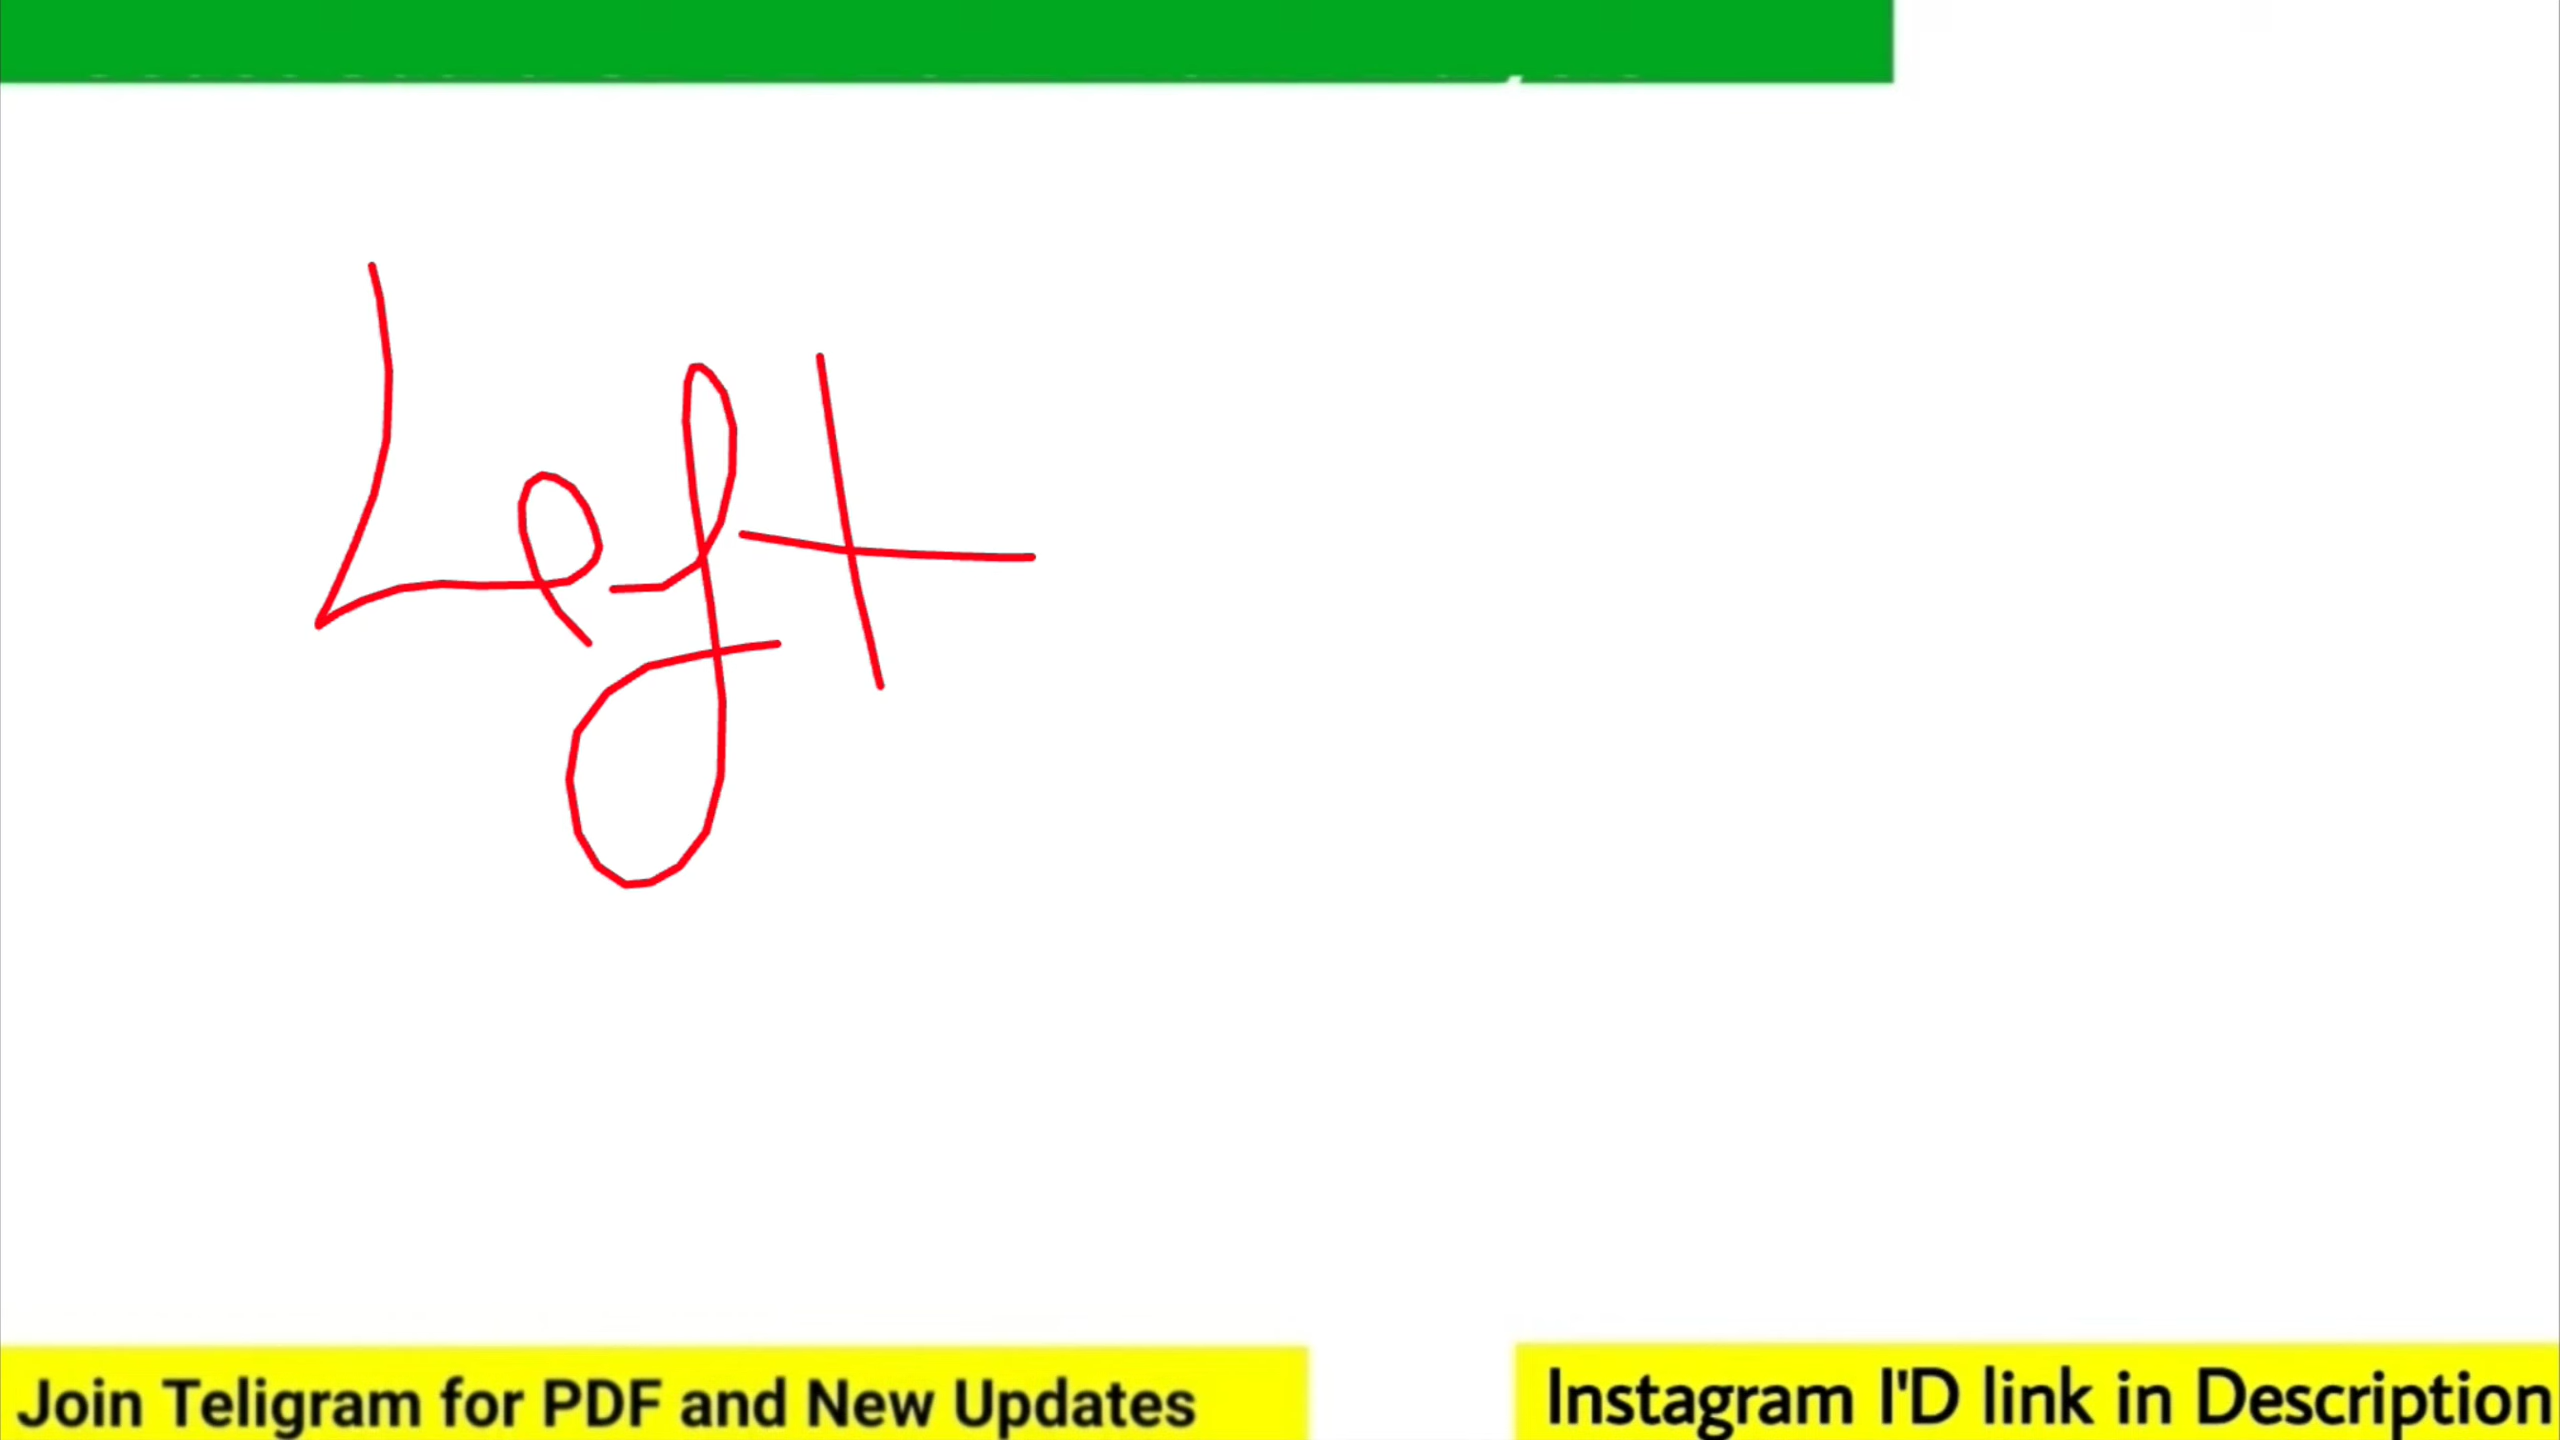 Left
Join Teligram for PDF and New Updates
Instagram I'D link in Description